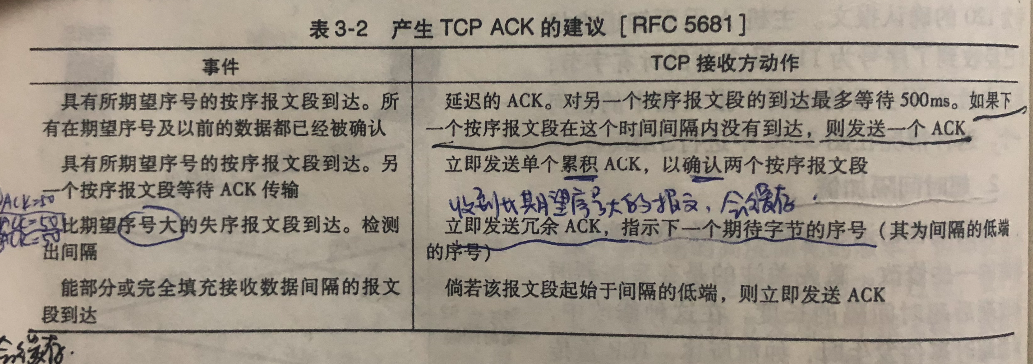 表 3-2 产生 TCP ACK 的建议 [RFC 5681]
事件
TCP 接收方动作
具有所期望序号的按序报文段到达。所
有在期望序号及以前的数据都已经被确认
延迟的 ACK。对另一个按序报文段的到达最多等待 500ms。如果下
一个按序报文段在这个时间间隔内没有到达，则发送一个 ACK
具有所期望序号的按序报文段到达。另
一个按序报文段等待 ACK 传输
立即发送单个累积 ACK，以确认两个按序报文段
收到比期望序号大的报文，会缓存.
ACK=50
ACK=50
ACK=50
比期望序号大的失序报文段到达。检测
出间隔
立即发送冗余 ACK，指示下一个期待字节的序号（其为间隔的低端
的序号）
能部分或完全填充接收数据间隔的报文
段到达
倘若该报文段起始于间隔的低端，则立即发送 ACK
会缓存.